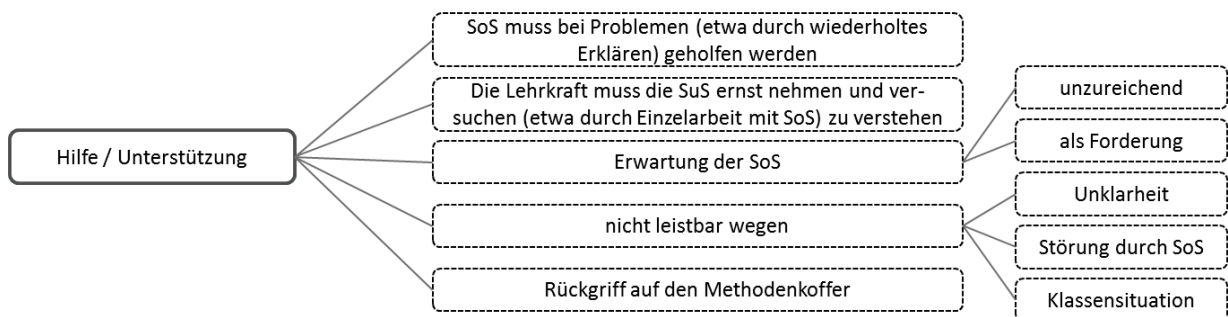 SoS muss bei Problemen (etwa durch wiederholtes
Erklären) geholfen werden
Die Lehrkraft muss die SuS ernst nehmen und ver-
suchen (etwa durch Einzelarbeit mit SoS) zu verstehen
unzureichend
als Forderung
Hilfe / Unterstützung
Erwartung der SoS
Unklarheit
nicht leistbar wegen
Störung durch SoS
Rückgriff auf den Methodenkoffer
Klassensituation